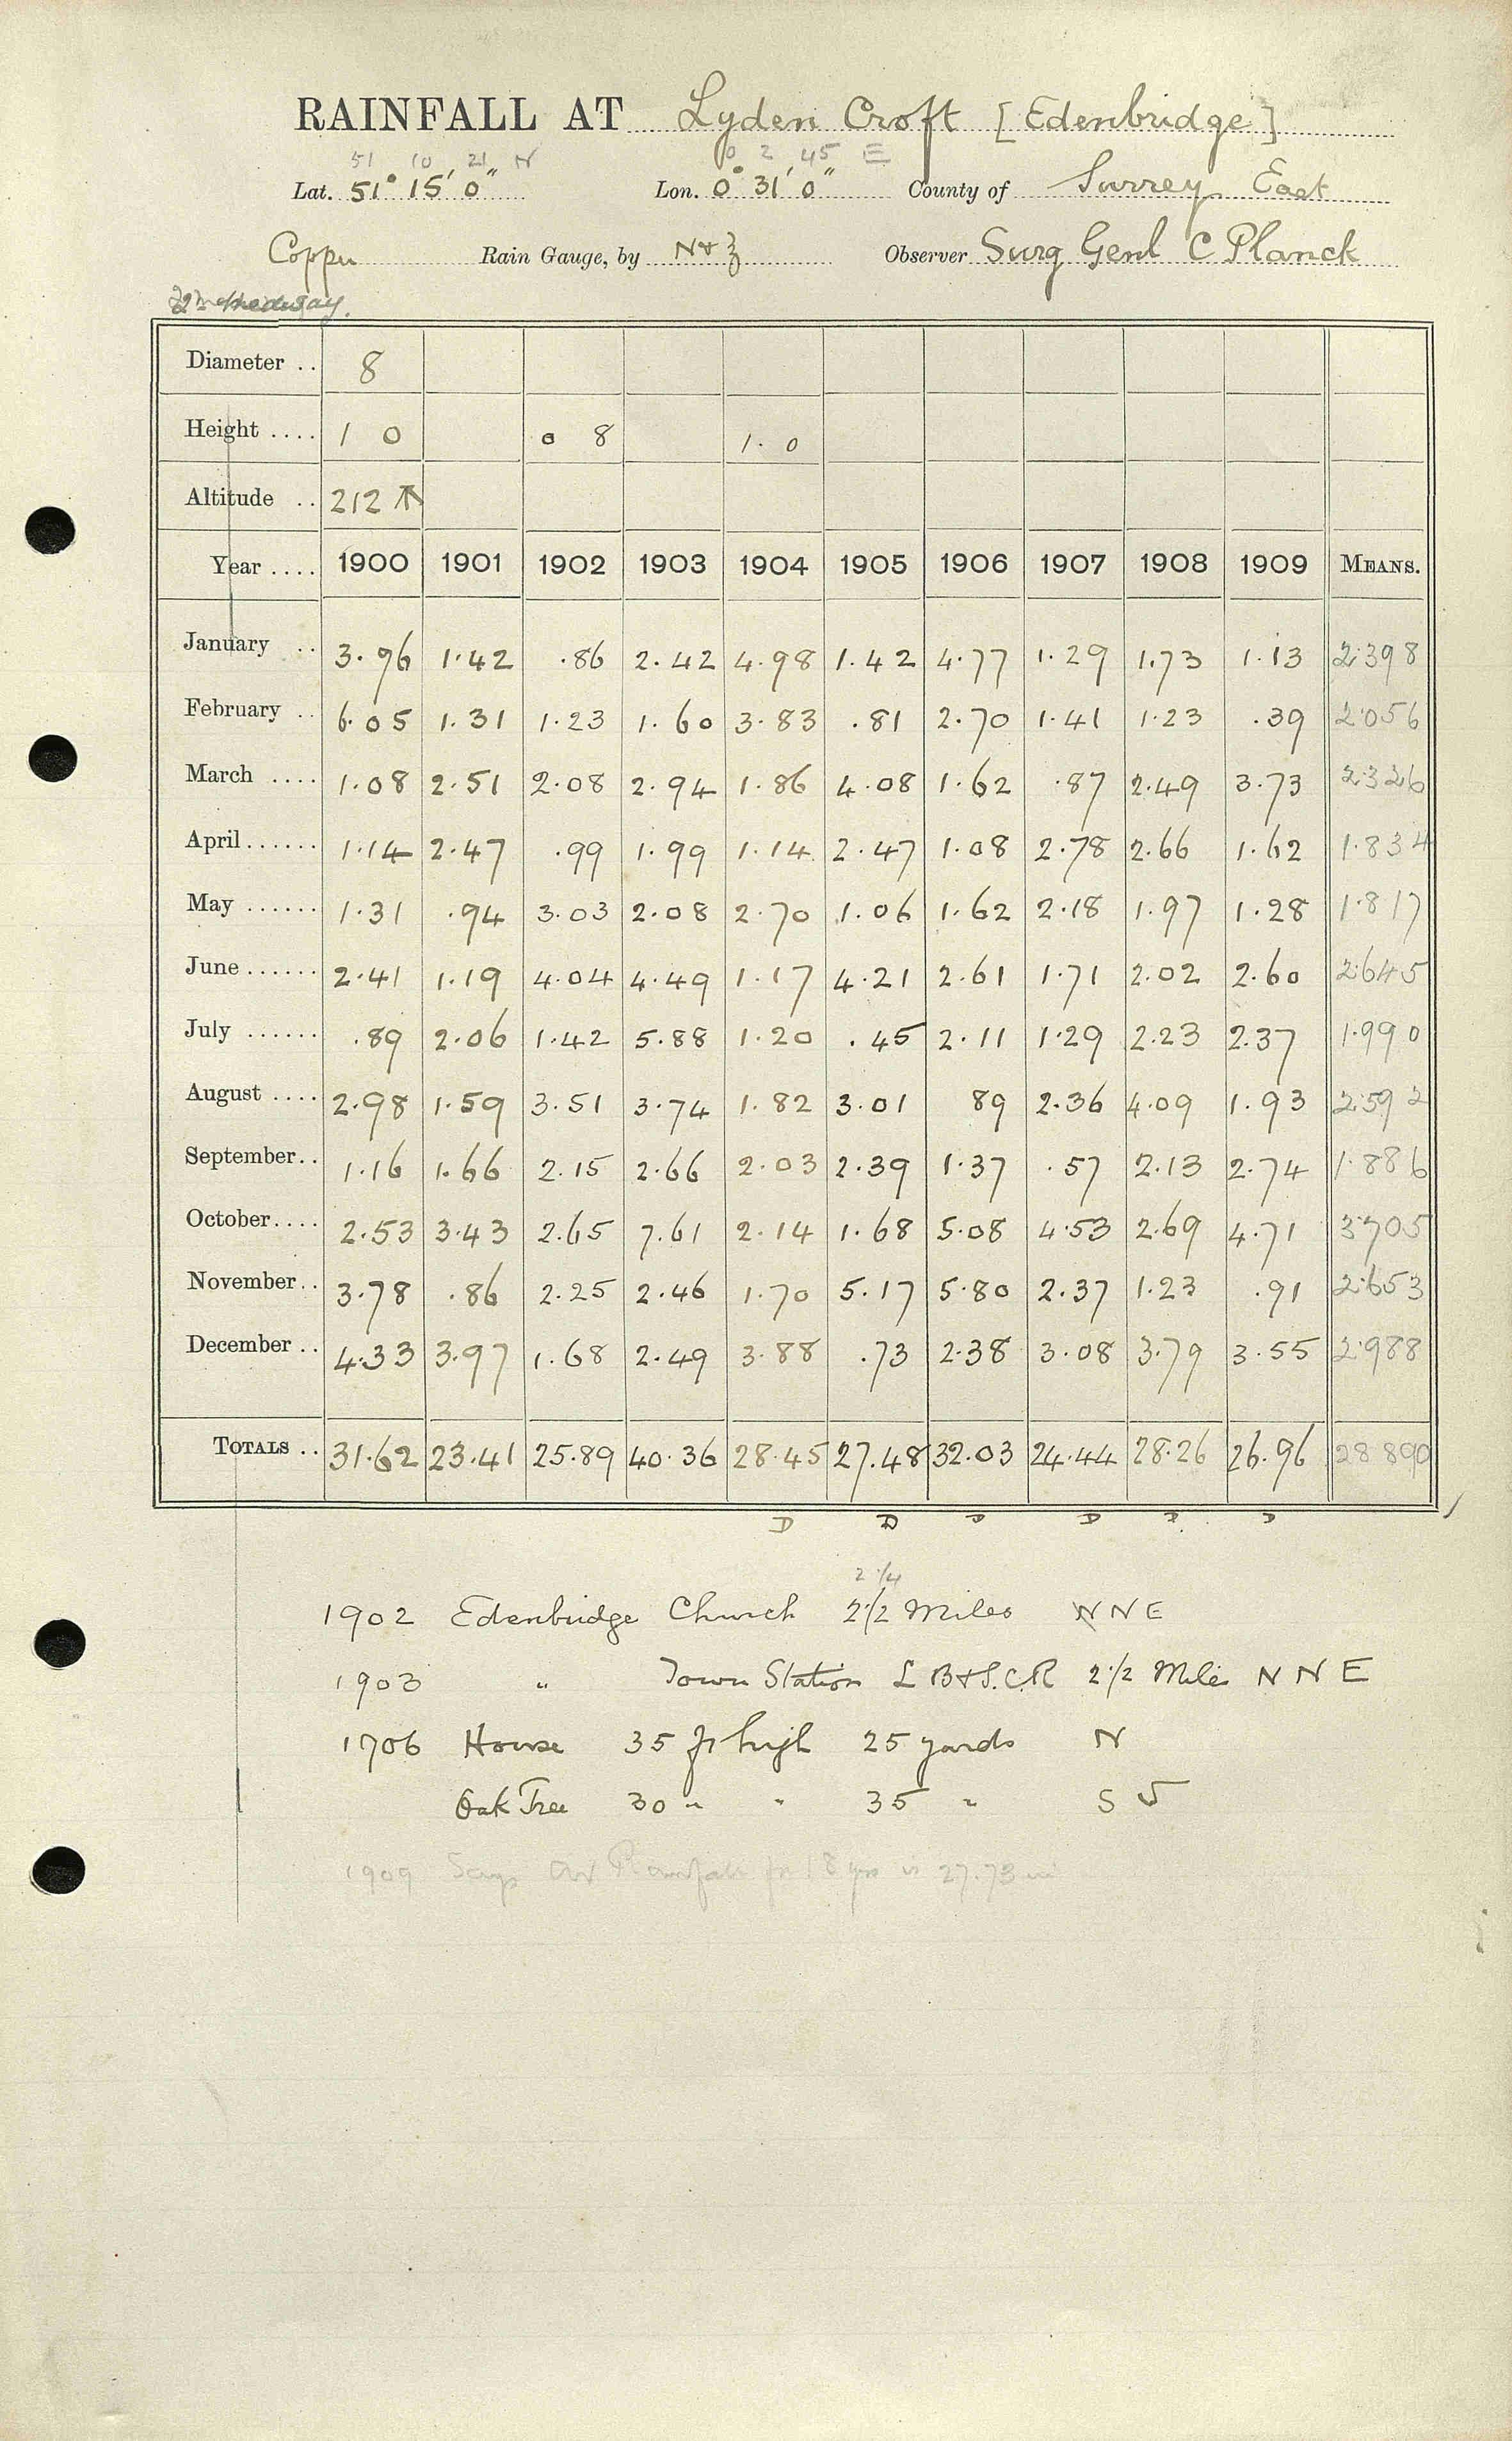 RAINFALL AT Lyden Croft [Edenbridge]
51 10 21 N 0 2 45 E
Lat. 51° 15' 0" Lon. 0° 31' 0" County of Surrey East
Copper Rain Gauge, by N & Z Observer Surg Genl C Planck
Medway
Diameter .. 8
Height .... 1 0 0 8 1.0
Altitude .. 212
Year .... 1900 1901 1902 1903 1904 1905 1906 1907 1908 1909 MEANS.
January .. 3.96 1.42 .86 2.42 4.98 1.42 4.77 1.29 1.73 1.13 2.398
February .. 6.05 1.31 1.23 1.60 3.83 .81 2.70 1.41 1.23 .39 2.056
March .... 1.08 2.51 2.08 2.94 1.86 4.08 1.62 .87 2.49 3.73 2.326
April ...... 1.14 2.47 .99 1.99 1.14 2.47 1.08 2.78 2.66 1.62 1.834
May ...... 1.31 .94 3.03 2.08 2.70 1.06 1.62 2.18 1.97 1.28 1.817
June ...... 2.41 1.19 4.04 4.49 1.17 4.21 2.61 1.71 2.02 2.60 2.645
July ...... .89 2.06 1.42 5.88 1.20 .45 2.11 1.29 2.23 2.37 1.990
August .... 2.98 1.59 3.51 3.74 1.82 3.01 89 2.36 4.09 1.93 2.592
September.. 1.16 1.66 2.15 2.66 2.03 2.39 1.37 .57 2.13 2.74 1.886
October.... 2.53 3.43 2.65 7.61 2.14 1.68 5.08 4.53 2.69 4.71 3.705
November.. 3.78 .86 2.25 2.46 1.70 5.17 5.80 2.37 1.23 .91 2.653
December .. 4.33 3.97 1.68 2.49 3.88 .73 2.38 3.08 3.79 3.55 2.988
TOTALS .. 31.62 23.41 25.89 40.36 28.45 27.48 32.03 24.44 28.26 26.96 28.890
D D D D D D
2 1/4
1902 Edenbridge Church 2 1/2 Miles NNE
1903 " Town Station L B & S.C.R 2 1/2 Miles N N E
1906 House 35 ft high 25 yards N
Oak Tree 30 " " 35 " S W
1909 Says Av Rainfall for 18 yrs is 27.73 in